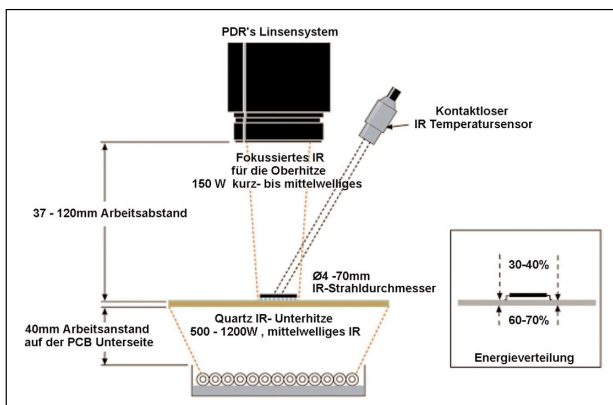 PDR's Linsensystem
Kontaktloser
IR Temperatursensor
Fokussiertes IR
für die Oberhitze
150 W kurz- bis mittelwelliges
37 - 120mm Arbeitsabstand
Ø4 -70mm
IR-Strahldurchmesser
40mm Arbeitsanstand
auf der PCB Unterseite
Quartz IR- Unterhitze
500 - 1200W , mittelwelliges IR
30-40%
60-70%
Energieverteilung